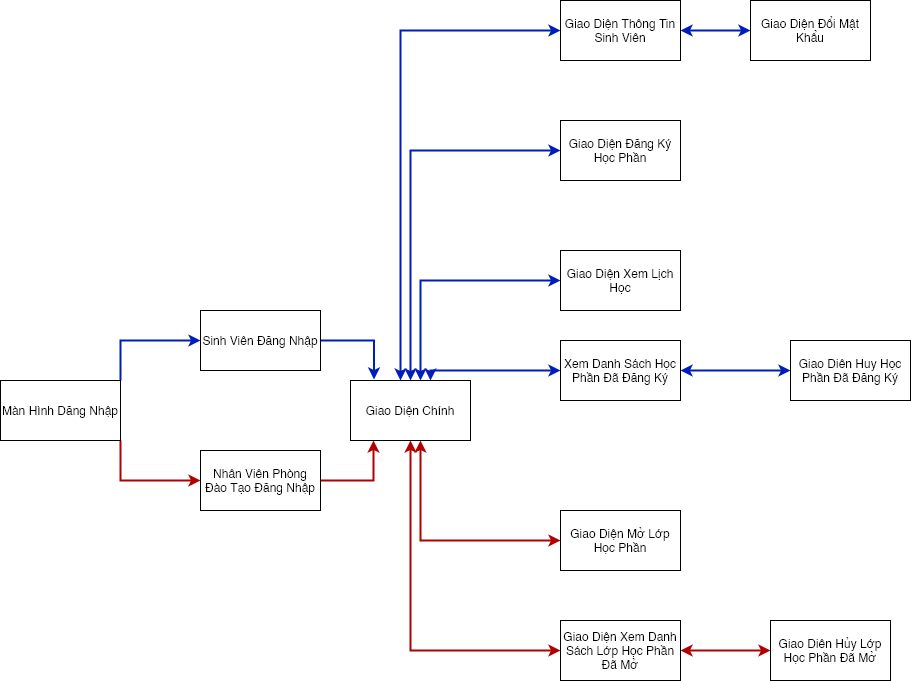 Giao Diện Thông Tin
Sinh Viên
Giao Diện Đổi Mật
Khẩu
Giao Diện Đăng Ký
Học Phần
Giao Diện Xem Lịch
Học
Sinh Viên Đăng Nhập
Xem Danh Sách Học
Phần Đã Đăng Ký
Giao Diên Huy Học
Phần Đã Đăng Ký
Màn Hình Dăng Nhập
Giao Diện Chính
Nhân Viên Phòng
Đào Tạo Đăng Nhập
Giao Diện Mở Lớp
Học Phần
Giao Diện Xem Danh
Sách Lớp Học Phần
Đã Mở
Giao Diên Hủy Lớp
Học Phần Đã Mở